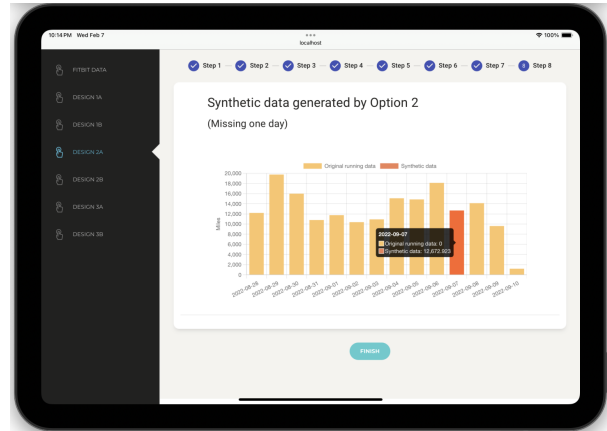 10:14 PM Wed Feb 7
localhost
100%
FITBIT DATA
DESIGN 1A
DESIGN 1B
DESIGN 2A
DESIGN 2B
DESIGN 3A
DESIGN 3B
Step 1
Step 2
Step 3
Step 4
Step 5
Step 6
Step 7
8 Step 8
Synthetic data generated by Option 2
(Missing one day)
Original running data Synthetic data
Miles
20,000
18,000
16,000
14,000
12,000
10,000
8,000
6,000
4,000
2,000
0
2022-09-07
Original running data: 0
Synthetic data: 12,672.923
2022-08-28
2022-08-29
2022-08-30
2022-08-31
2022-09-01
2022-09-02
2022-09-03
2022-09-04
2022-09-05
2022-09-06
2022-09-07
2022-09-08
2022-09-09
2022-09-10
FINISH